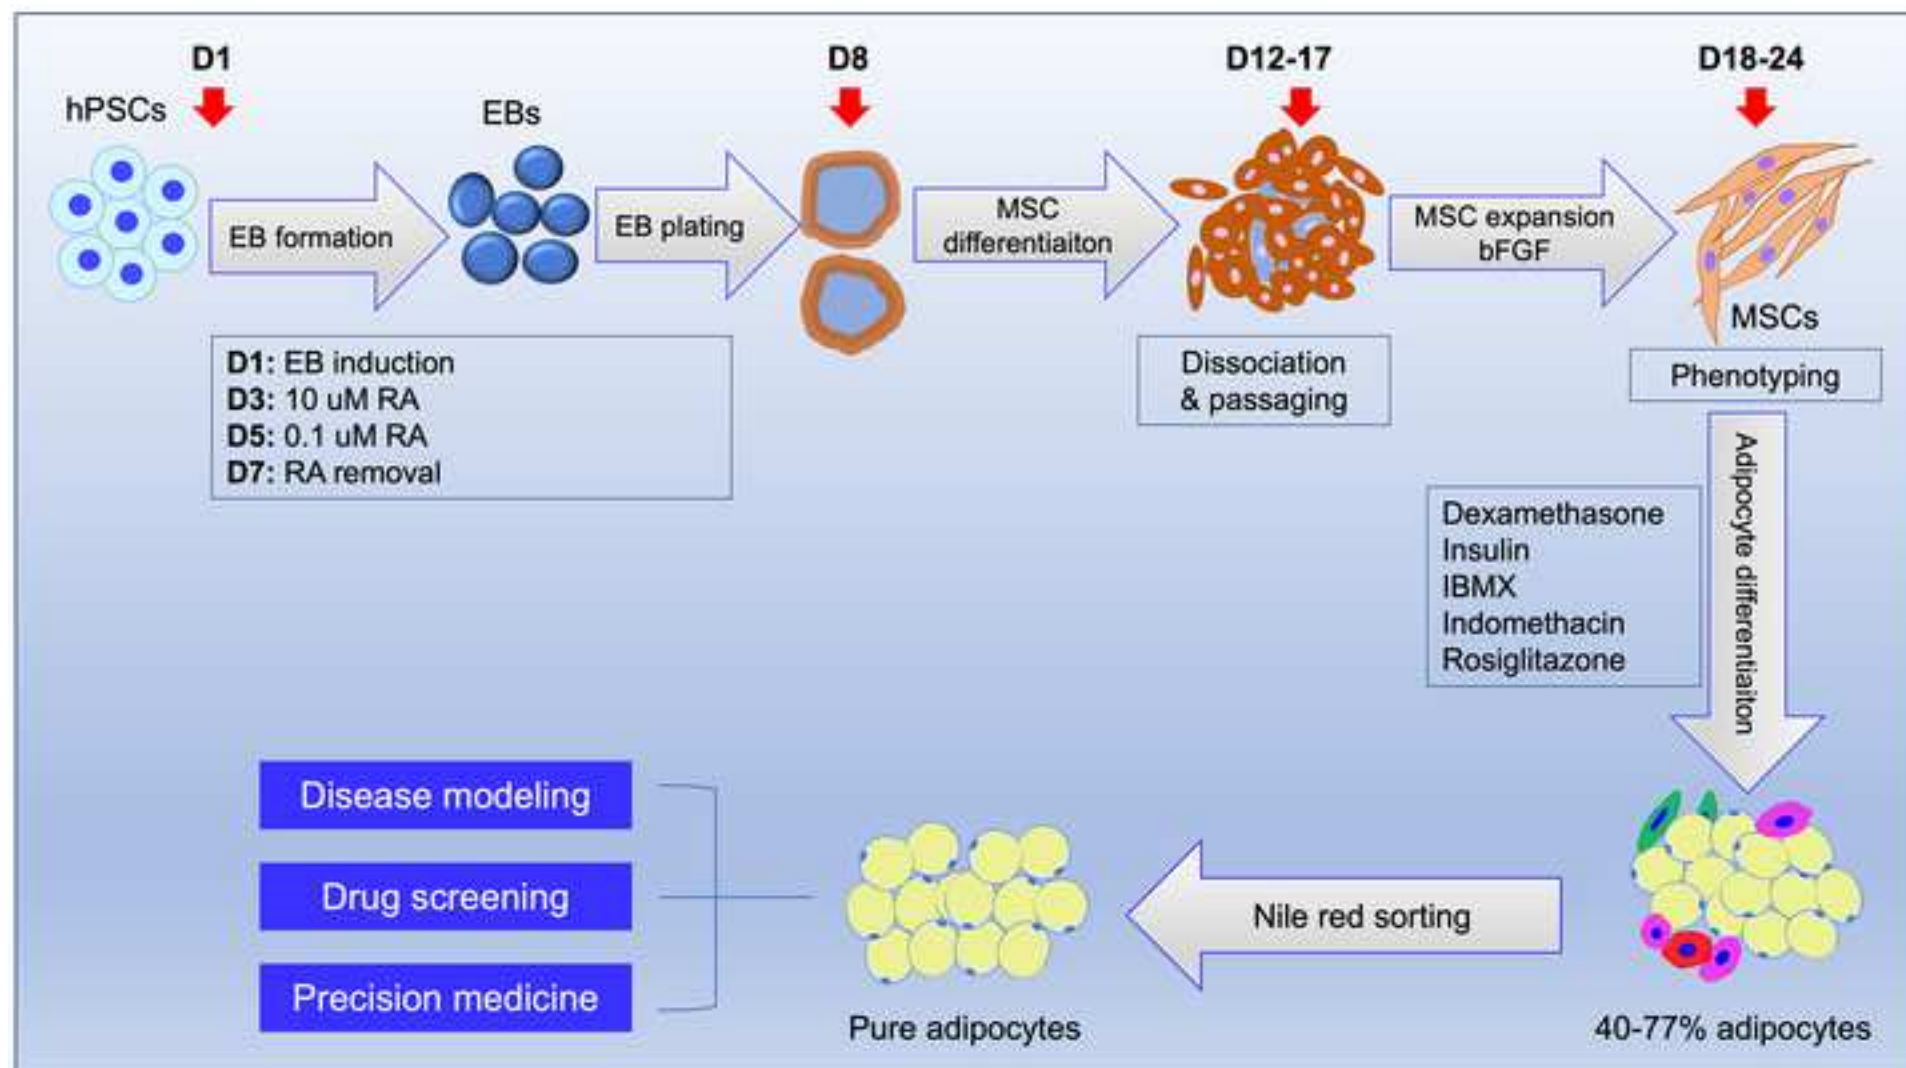 D1
D8
D12-17
D18-24
hPSCs
EBs
EB formation
EB plating
MSC
differentiaiton
MSC expansion
bFGF
MSCs
D1: EB induction
D3: 10 uM RA
D5: 0.1 uM RA
D7: RA removal
Dissociation
& passaging
Phenotyping
Adipocyte differentiaiton
Dexamethasone
Insulin
IBMX
Indomethacin
Rosiglitazone
Disease modeling
Drug screening
Precision medicine
Nile red sorting
Pure adipocytes
40-77% adipocytes